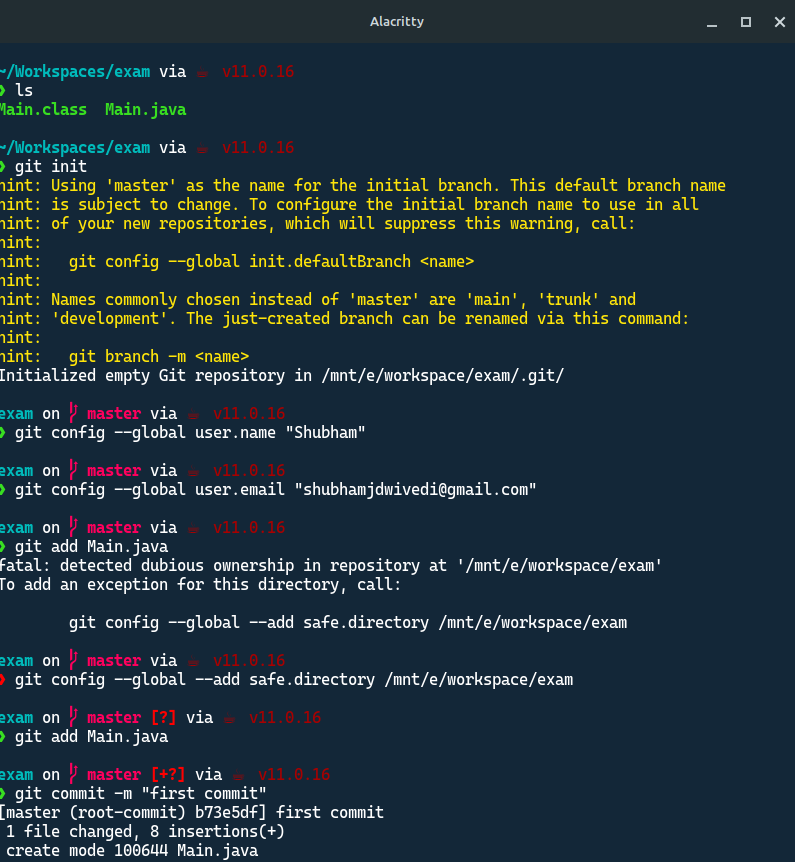 Alacritty
~/Workspaces/exam via ☕ v11.0.16
❯ ls
Main.class  Main.java
~/Workspaces/exam via ☕ v11.0.16
❯ git init
hint: Using 'master' as the name for the initial branch. This default branch name
hint: is subject to change. To configure the initial branch name to use in all
hint: of your new repositories, which will suppress this warning, call:
hint:
hint:   git config --global init.defaultBranch <name>
hint:
hint: Names commonly chosen instead of 'master' are 'main', 'trunk' and
hint: 'development'. The just-created branch can be renamed via this command:
hint:
hint:   git branch -m <name>
Initialized empty Git repository in /mnt/e/workspace/exam/.git/
exam on master via ☕ v11.0.16
❯ git config --global user.name "Shubham"
exam on master via ☕ v11.0.16
❯ git config --global user.email "shubhamjdwivedi@gmail.com"
exam on master via ☕ v11.0.16
❯ git add Main.java
fatal: detected dubious ownership in repository at '/mnt/e/workspace/exam'
To add an exception for this directory, call:
        git config --global --add safe.directory /mnt/e/workspace/exam
exam on master via ☕ v11.0.16
❯ git config --global --add safe.directory /mnt/e/workspace/exam
exam on master [?] via ☕ v11.0.16
❯ git add Main.java
exam on master [+?] via ☕ v11.0.16
❯ git commit -m "first commit"
[master (root-commit) b73e5df] first commit
 1 file changed, 8 insertions(+)
 create mode 100644 Main.java